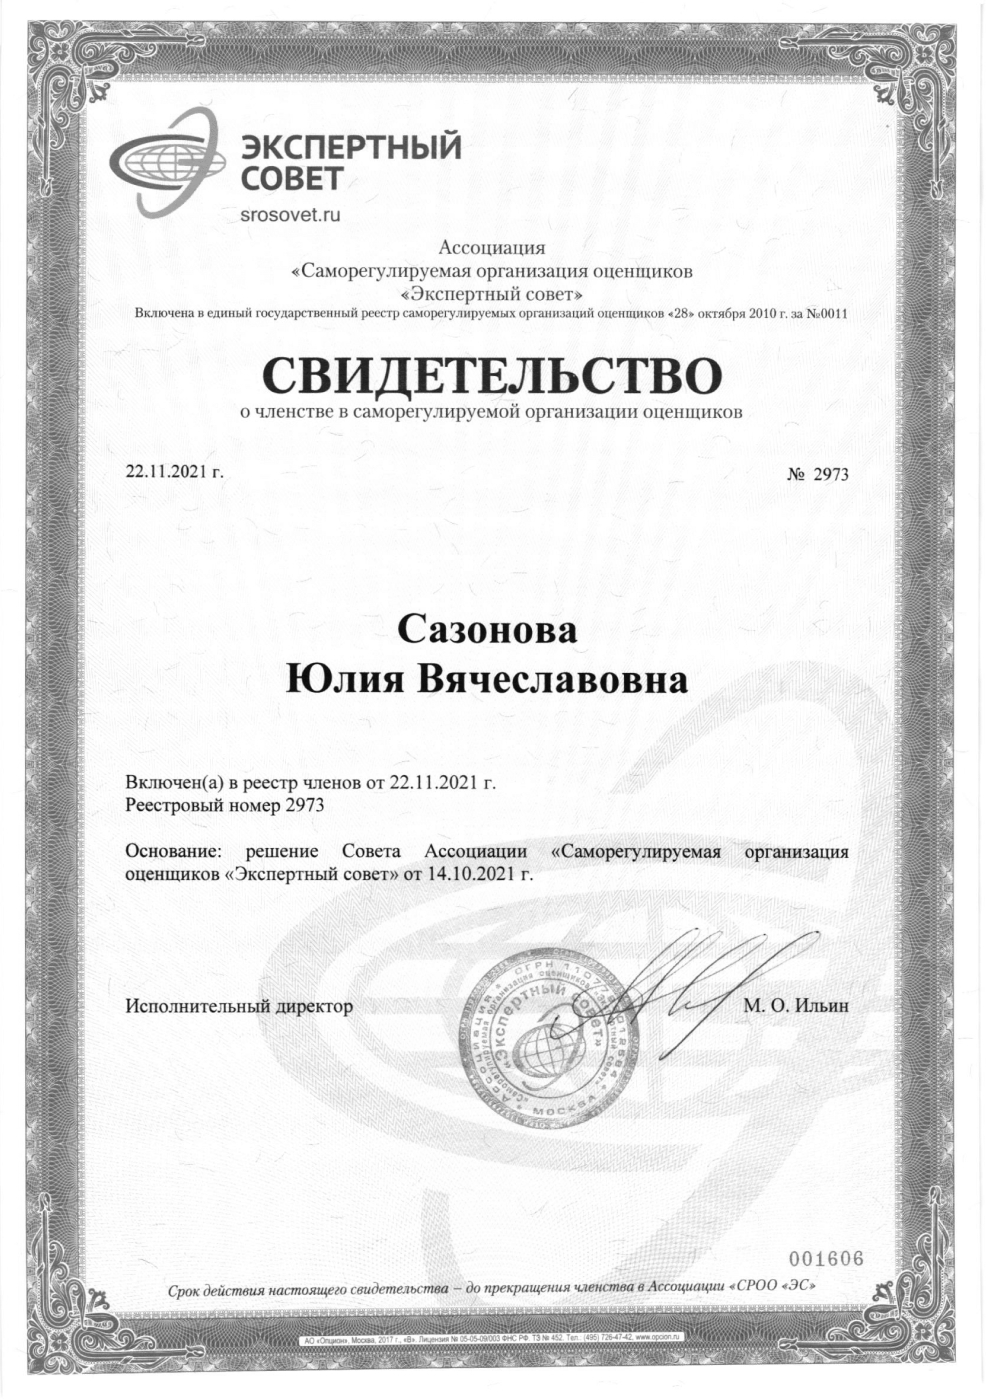 ЭКСПЕРТНЫЙ
СОВЕТ
srosovet.ru
Ассоциация
«Саморегулируемая организация оценщиков
«Экспертный совет»
Включена в единый государственный реестр саморегулируемых организаций оценщиков «28» октября 2010 г. за №0011
СВИДЕТЕЛЬСТВО
о членстве в саморегулируемой организации оценщиков
22.11.2021 г.
№ 2973
Сазонова
Юлия Вячеславовна
Включен(а) в реестр членов от 22.11.2021 г.
Реестровый номер 2973
Основание: решение Совета Ассоциации «Саморегулируемая организация
оценщиков «Экспертный совет» от 14.10.2021 г.
Исполнительный директор
М. О. Ильин
Ассоциация
ОГРН
«Саморегулируемая организация оценщиков
«Экспертный совет»
МОСКВА
001606
Срок действия настоящего свидетельства – до прекращения членства в Ассоциации «СРОО «ЭС»
АО «Опцион», Москва, 2017 г., «В». Лицензия № 05-05-09/003 ФНС РФ. ТЗ № 452. Тел.: (495) 726-47-42, www.opcion.ru